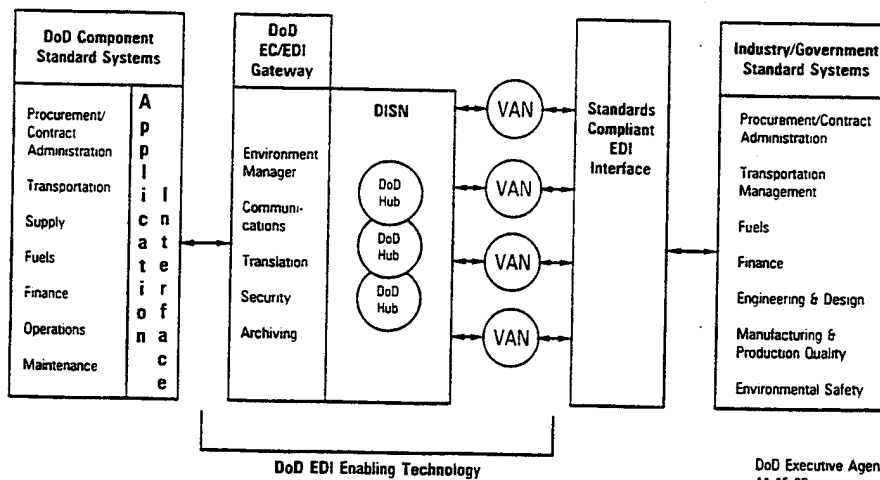 DoD Component
Standard Systems
Procurement/
Contract
Administration
Transportation
Supply
Fuels
Finance
Operations
Maintenance
Application
Interface
DoD
EC/EDI
Gateway
Environment
Manager
Communi-
cations
Translation
Security
Archiving
DISN
DoD
Hub
DoD
Hub
DoD
Hub
VAN
VAN
VAN
VAN
Standards
Compliant
EDI
Interface
Industry/Government
Standard Systems
Procurement/Contract
Administration
Transportation
Management
Fuels
Finance
Engineering & Design
Manufacturing &
Production Quality
Environmental Safety
DoD EDI Enabling Technology
DoD Executive Agen